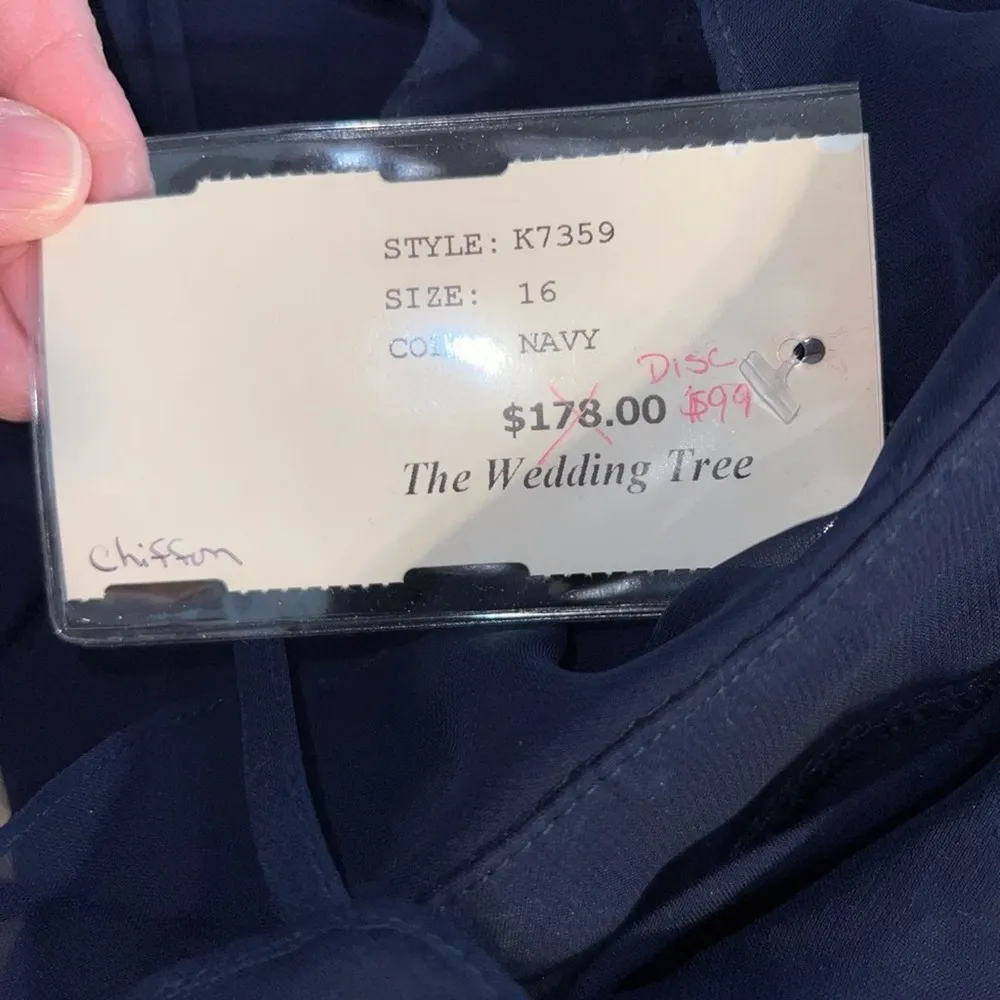 STYLE: K7359
SIZE: 16
NAVY
DISC
$178.00 $99
The Wedding Tree
Chiffon